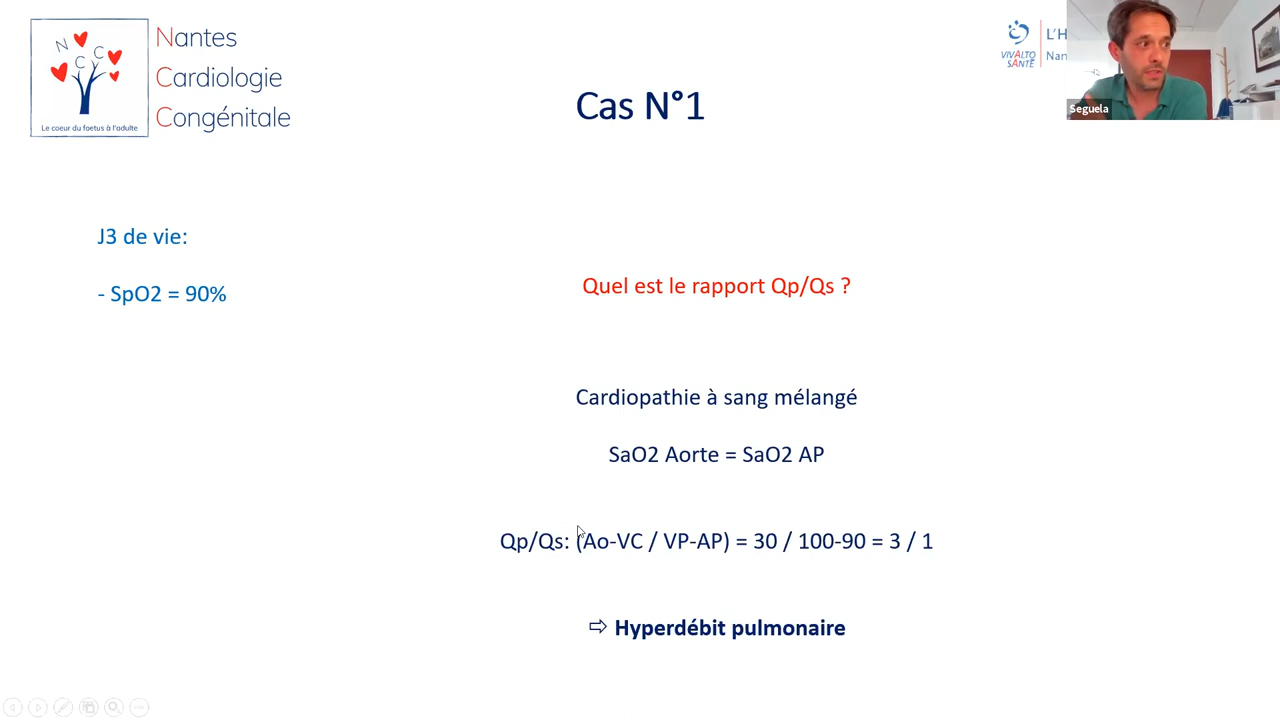 N C C
Le coeur du foetus à l'adulte
Nantes
Cardiologie
Congénitale
VIVALTO
SANTÉ
L'H
Nan
Seguela
Cas N°1
J3 de vie:
- SpO2 = 90%
Quel est le rapport Qp/Qs ?
Cardiopathie à sang mélangé
SaO2 Aorte = SaO2 AP
Qp/Qs: (Ao-VC / VP-AP) = 30 / 100-90 = 3 / 1
⇨ Hyperdébit pulmonaire